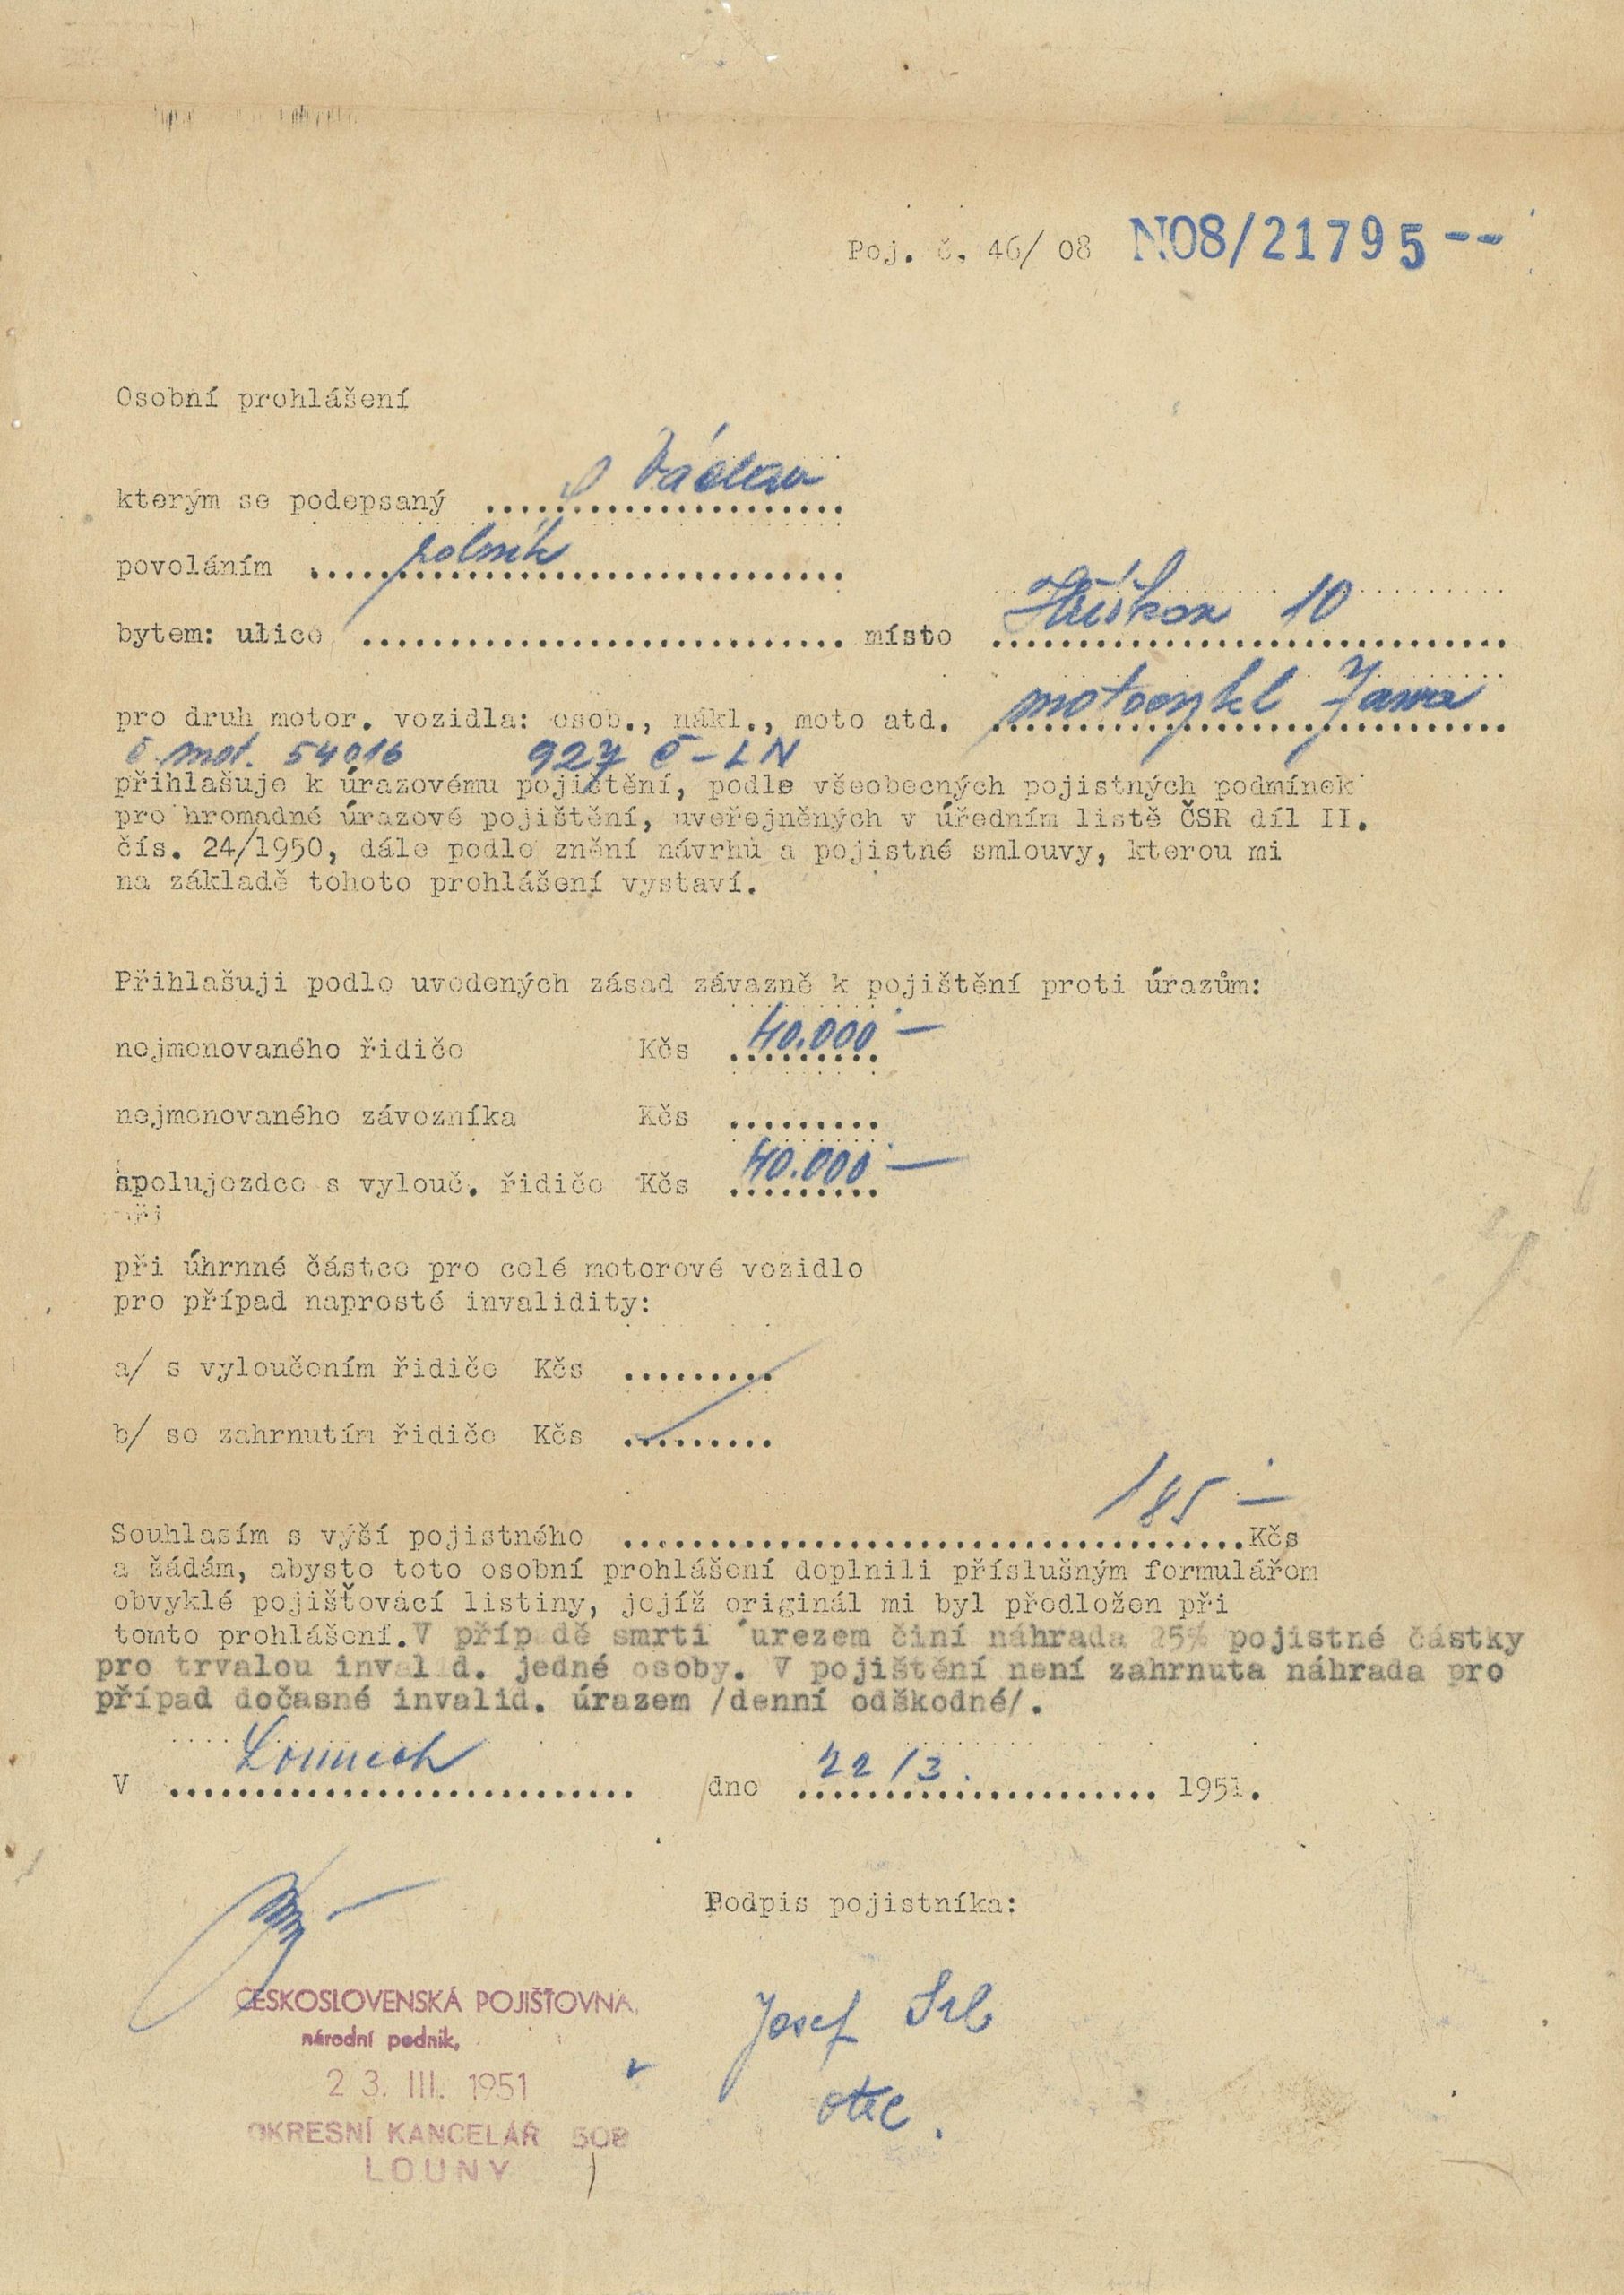 Poj. č. 46/ 08 N08/21795--
Osobní prohlášení
kterým se podepsaný ..... Václav
povoláním ..... rolník
bytem: ulice ..... místo Hříškov 10
pro druh motor. vozidla: osob., nákl., moto atd. motocykl Jawa
č mot. 54016 927 Č-LN
přihlašuje k úrazovému pojištění, podle všeobecných pojistných podmínek
pro hromadné úrazové pojištění, uveřejněných v úředním listě ČSR díl II.
čís. 24/1950, dále podle znění návrhu a pojistné smlouvy, kterou mi
na základě tohoto prohlášení vystaví.
Přihlašuji podle uvedených zásad závazně k pojištění proti úrazům:
nejmenovaného řidiče Kčs 40.000.—
nejmenovaného závozníka Kčs .........
spolujezdce s vylouč. řidiče Kčs 40.000.—
při
při úhrnné částce pro celé motorové vozidlo
pro případ naprosté invalidity:
a/ s vyloučením řidiče Kčs .........
b/ se zahrnutím řidiče Kčs .........
Souhlasím s výší pojistného ..... 185.— Kčs
a žádám, abyste toto osobní prohlášení doplnili příslušným formulářem
obvyklé pojišťovací listiny, jejíž originál mi byl předložen při
tomto prohlášení. V případě smrti úrezem činí náhrada 25% pojistné částky
pro trvalou invalid. jedné osoby. V pojištění není zahrnuta náhrada pro
případ dočasné invalid. úrazem /denní odškodné/.
V Lounech dne 22/3. 1951.
Podpis pojistníka:
ČESKOSLOVENSKÁ POJIŠŤOVNA,
národní podnik,
23. III. 1951
OKRESNÍ KANCELÁŘ 508
LOUNY
Josef Srb
otec.